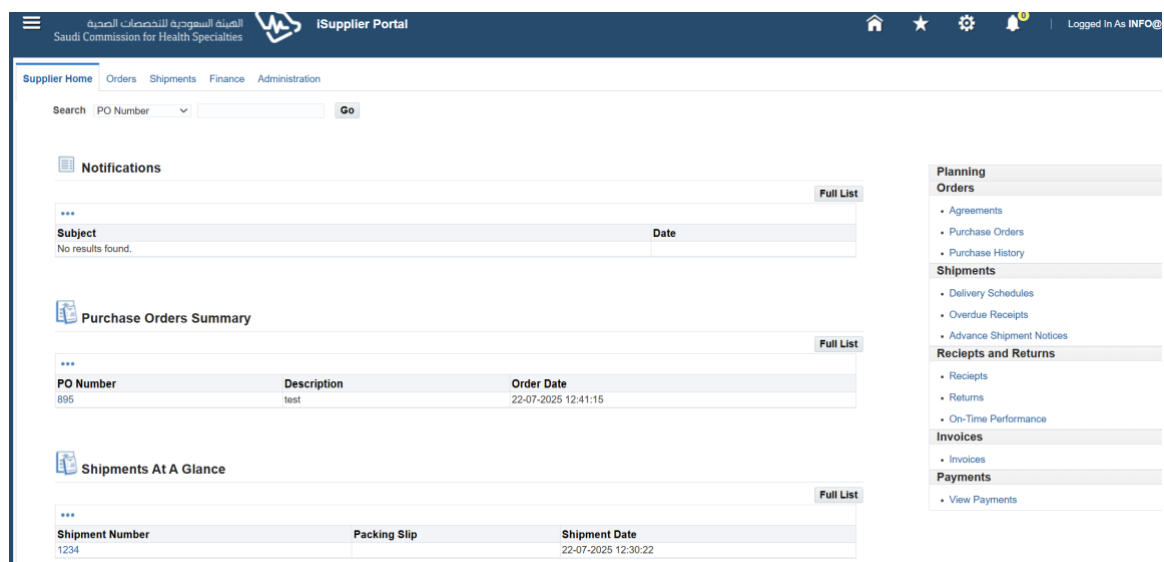 الهيئة السعودية للتخصصات الصحية
Saudi Commission for Health Specialties
iSupplier Portal
0
Logged In As INFO@
Supplier Home Orders Shipments Finance Administration
Search PO Number Go
Notifications
Full List
Subject Date
No results found.
Purchase Orders Summary
Full List
PO Number Description Order Date
895 test 22-07-2025 12:41:15
Shipments At A Glance
Full List
Shipment Number Packing Slip Shipment Date
1234 22-07-2025 12:30:22
Planning
Orders
• Agreements
• Purchase Orders
• Purchase History
Shipments
• Delivery Schedules
• Overdue Receipts
• Advance Shipment Notices
Reciepts and Returns
• Reciepts
• Returns
• On-Time Performance
Invoices
• Invoices
Payments
• View Payments